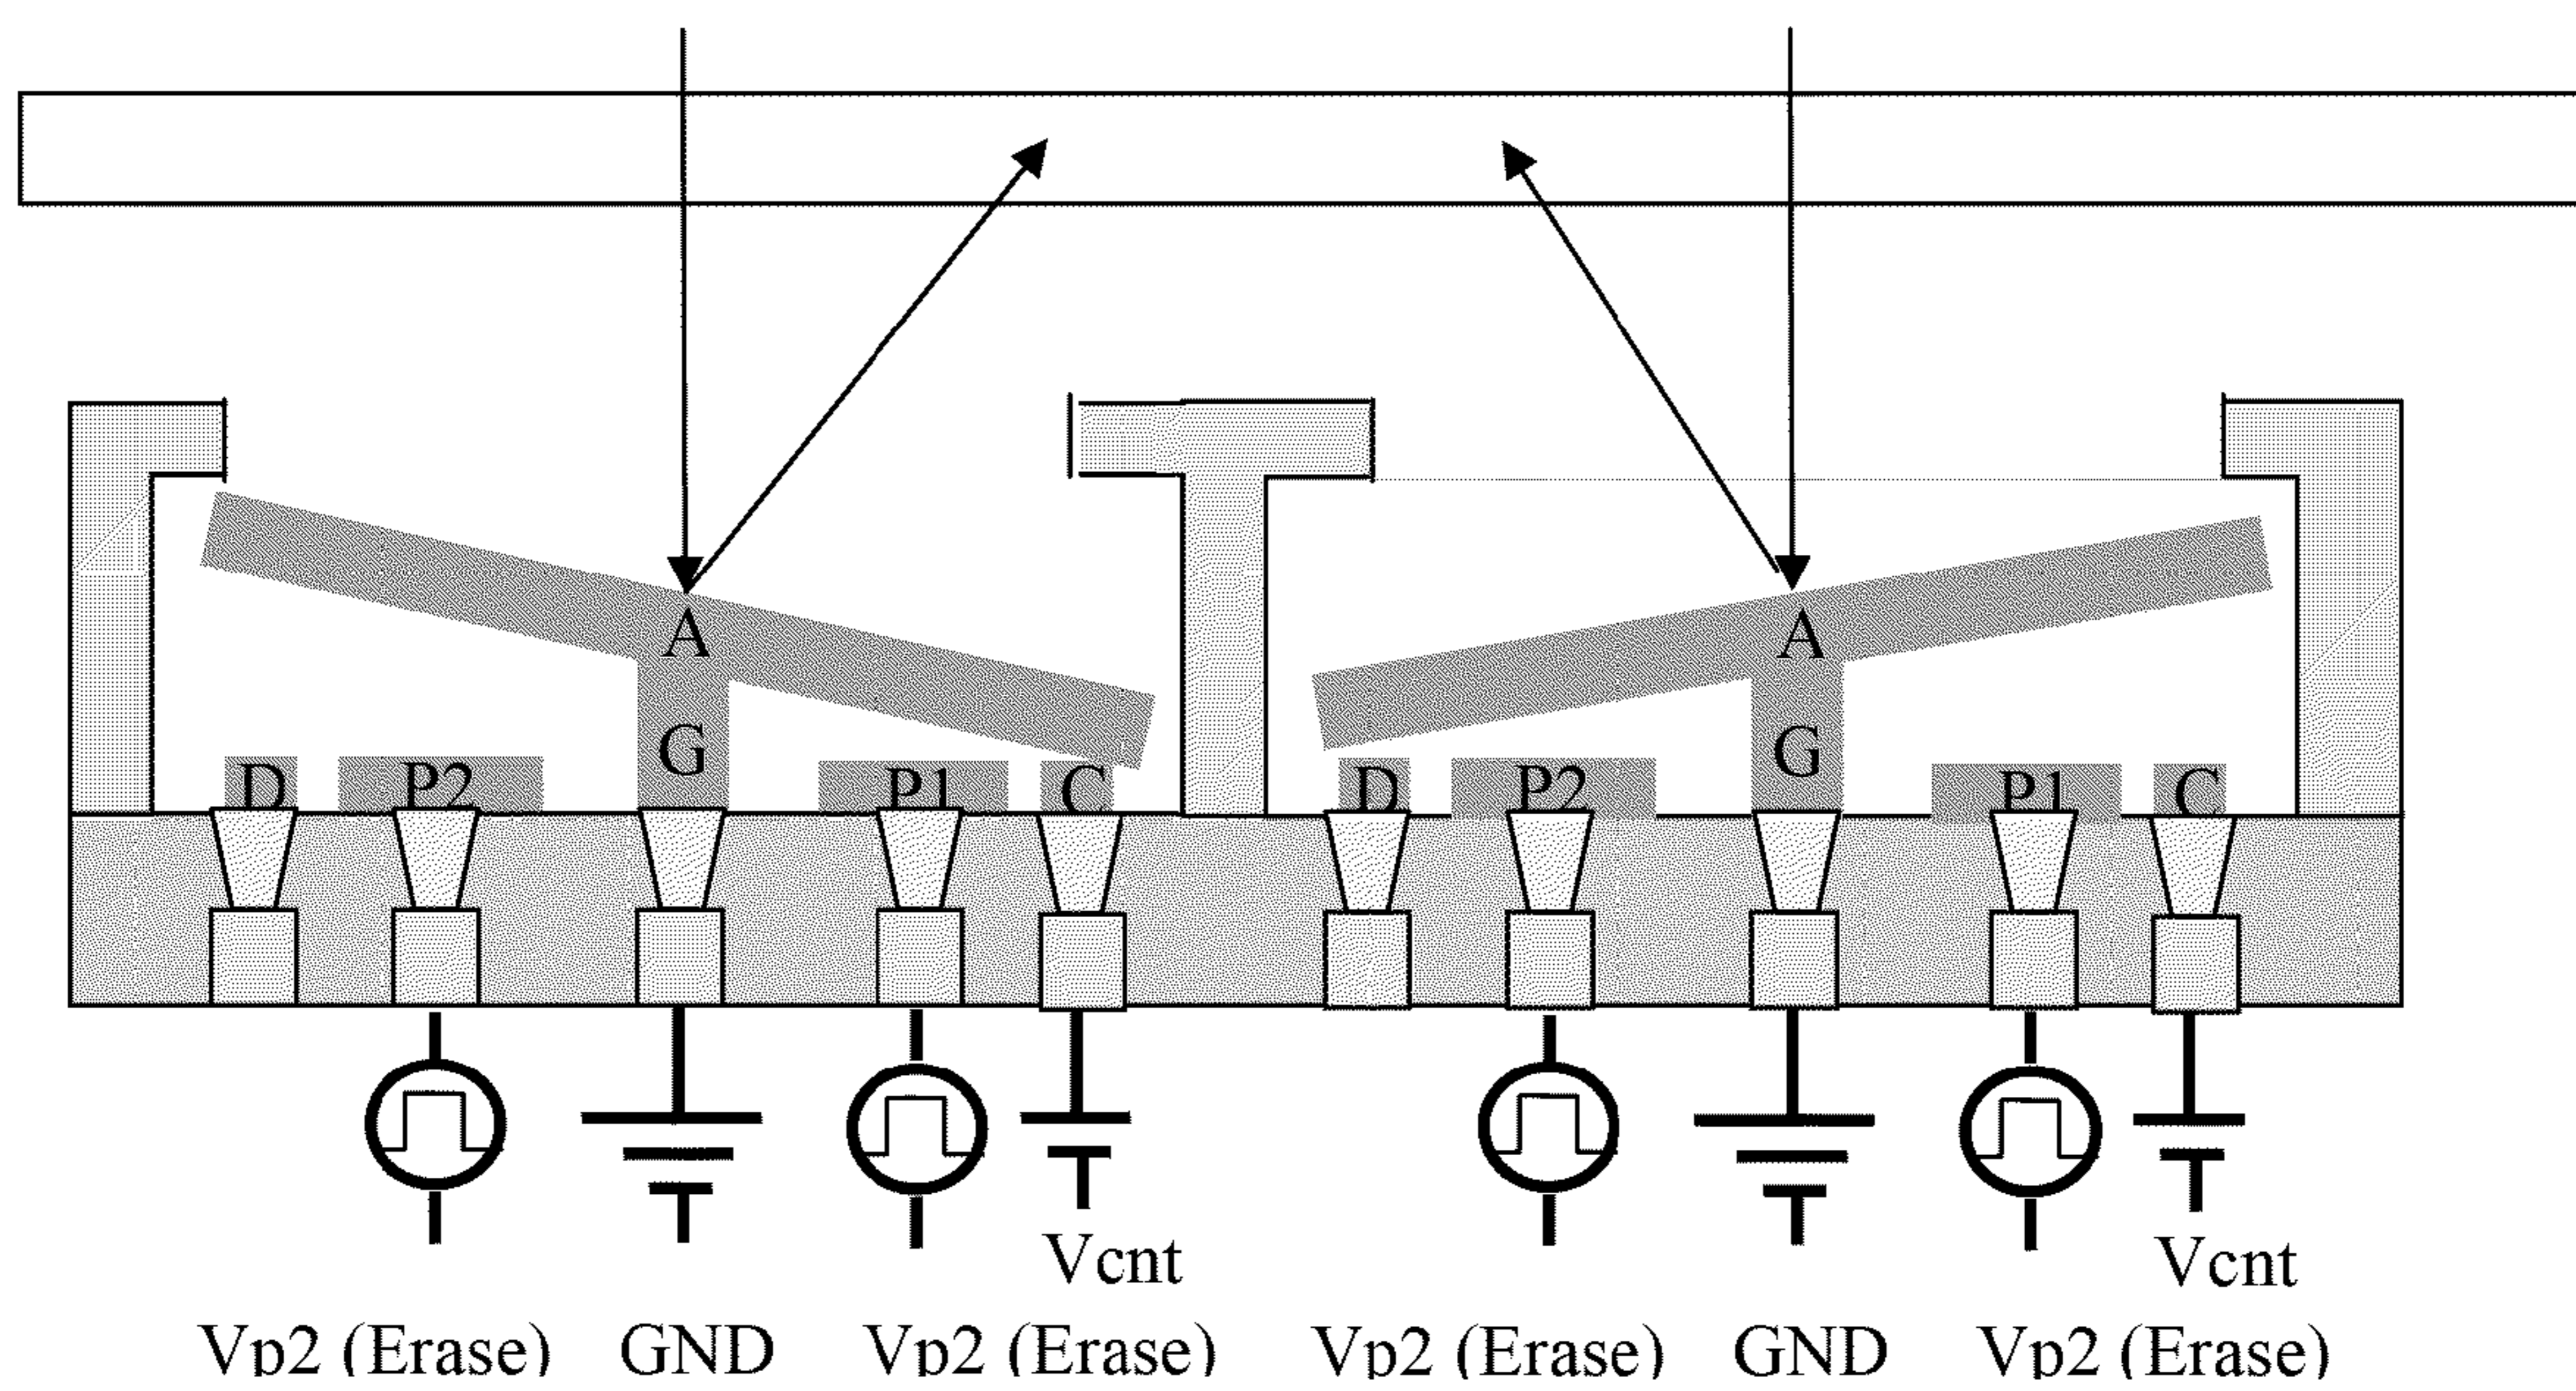 A A
G G
D P2 P1 C D P2 P1 C
Vcnt Vcnt
Vp2 (Erase) GND Vp2 (Erase) Vp2 (Erase) GND Vp2 (Erase)